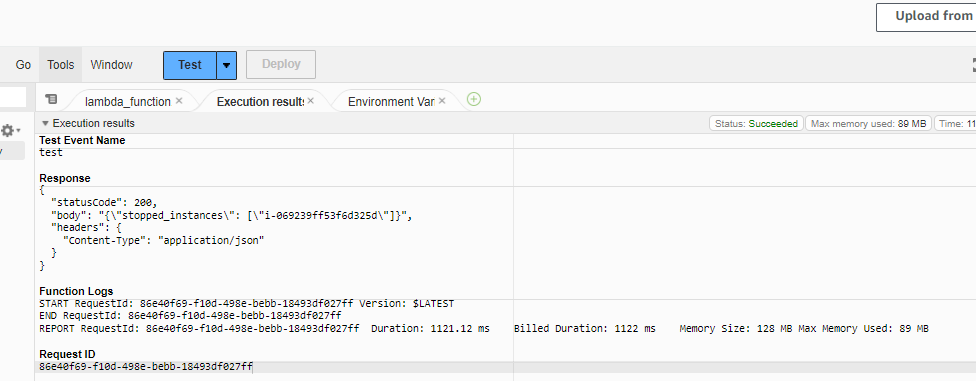 Upload from
Go Tools Window Test Deploy
lambda_function × Execution results × Environment Var ×
Execution results Status: Succeeded Max memory used: 89 MB Time: 11
Test Event Name
test
Response
{
"statusCode": 200,
"body": "{\"stopped_instances\": [\"i-069239ff53f6d325d\"]}",
"headers": {
"Content-Type": "application/json"
}
}
Function Logs
START RequestId: 86e40f69-f10d-498e-bebb-18493df027ff Version: $LATEST
END RequestId: 86e40f69-f10d-498e-bebb-18493df027ff
REPORT RequestId: 86e40f69-f10d-498e-bebb-18493df027ff Duration: 1121.12 ms Billed Duration: 1122 ms Memory Size: 128 MB Max Memory Used: 89 MB
Request ID
86e40f69-f10d-498e-bebb-18493df027ff